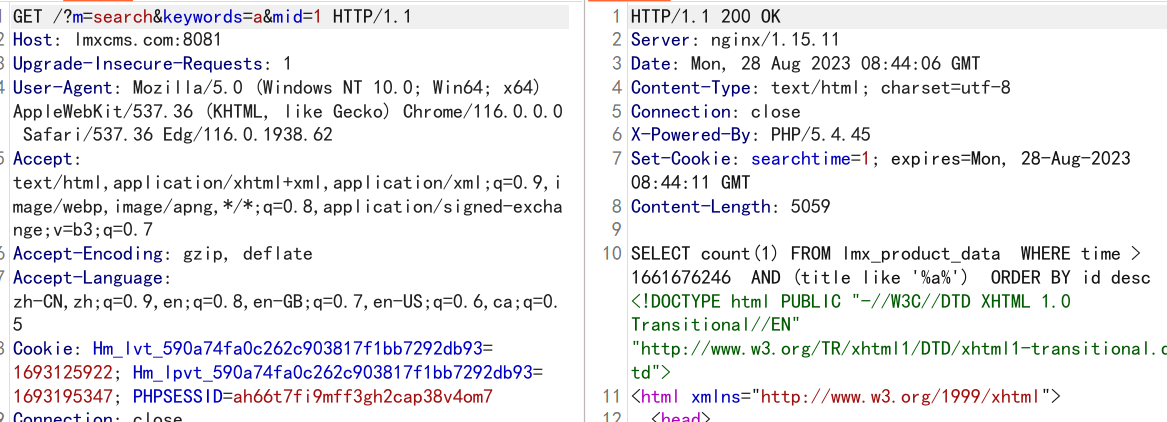 1 GET /?m=search&keywords=a&mid=1 HTTP/1.1
2 Host: lmxcms.com:8081
3 Upgrade-Insecure-Requests: 1
4 User-Agent: Mozilla/5.0 (Windows NT 10.0; Win64; x64)
AppleWebKit/537.36 (KHTML, like Gecko) Chrome/116.0.0.0
Safari/537.36 Edg/116.0.1938.62
5 Accept:
text/html,application/xhtml+xml,application/xml;q=0.9,i
mage/webp,image/apng,*/*;q=0.8,application/signed-excha
nge;v=b3;q=0.7
6 Accept-Encoding: gzip, deflate
7 Accept-Language:
zh-CN,zh;q=0.9,en;q=0.8,en-GB;q=0.7,en-US;q=0.6,ca;q=0.
5
8 Cookie: Hm_lvt_590a74fa0c262c903817f1bb7292db93=
1693125922; Hm_lpvt_590a74fa0c262c903817f1bb7292db93=
1693195347; PHPSESSID=ah66t7fi9mff3gh2cap38v4om7
9 Connection: close
1 HTTP/1.1 200 OK
2 Server: nginx/1.15.11
3 Date: Mon, 28 Aug 2023 08:44:06 GMT
4 Content-Type: text/html; charset=utf-8
5 Connection: close
6 X-Powered-By: PHP/5.4.45
7 Set-Cookie: searchtime=1; expires=Mon, 28-Aug-2023
08:44:11 GMT
8 Content-Length: 5059
9
10 SELECT count(1) FROM lmx_product_data  WHERE time >
1661676246  AND (title like '%a%')  ORDER BY id desc
<!DOCTYPE html PUBLIC "-//W3C//DTD XHTML 1.0
Transitional//EN"
"http://www.w3.org/TR/xhtml1/DTD/xhtml1-transitional.d
td">
11 <html xmlns="http://www.w3.org/1999/xhtml">
12 <head>